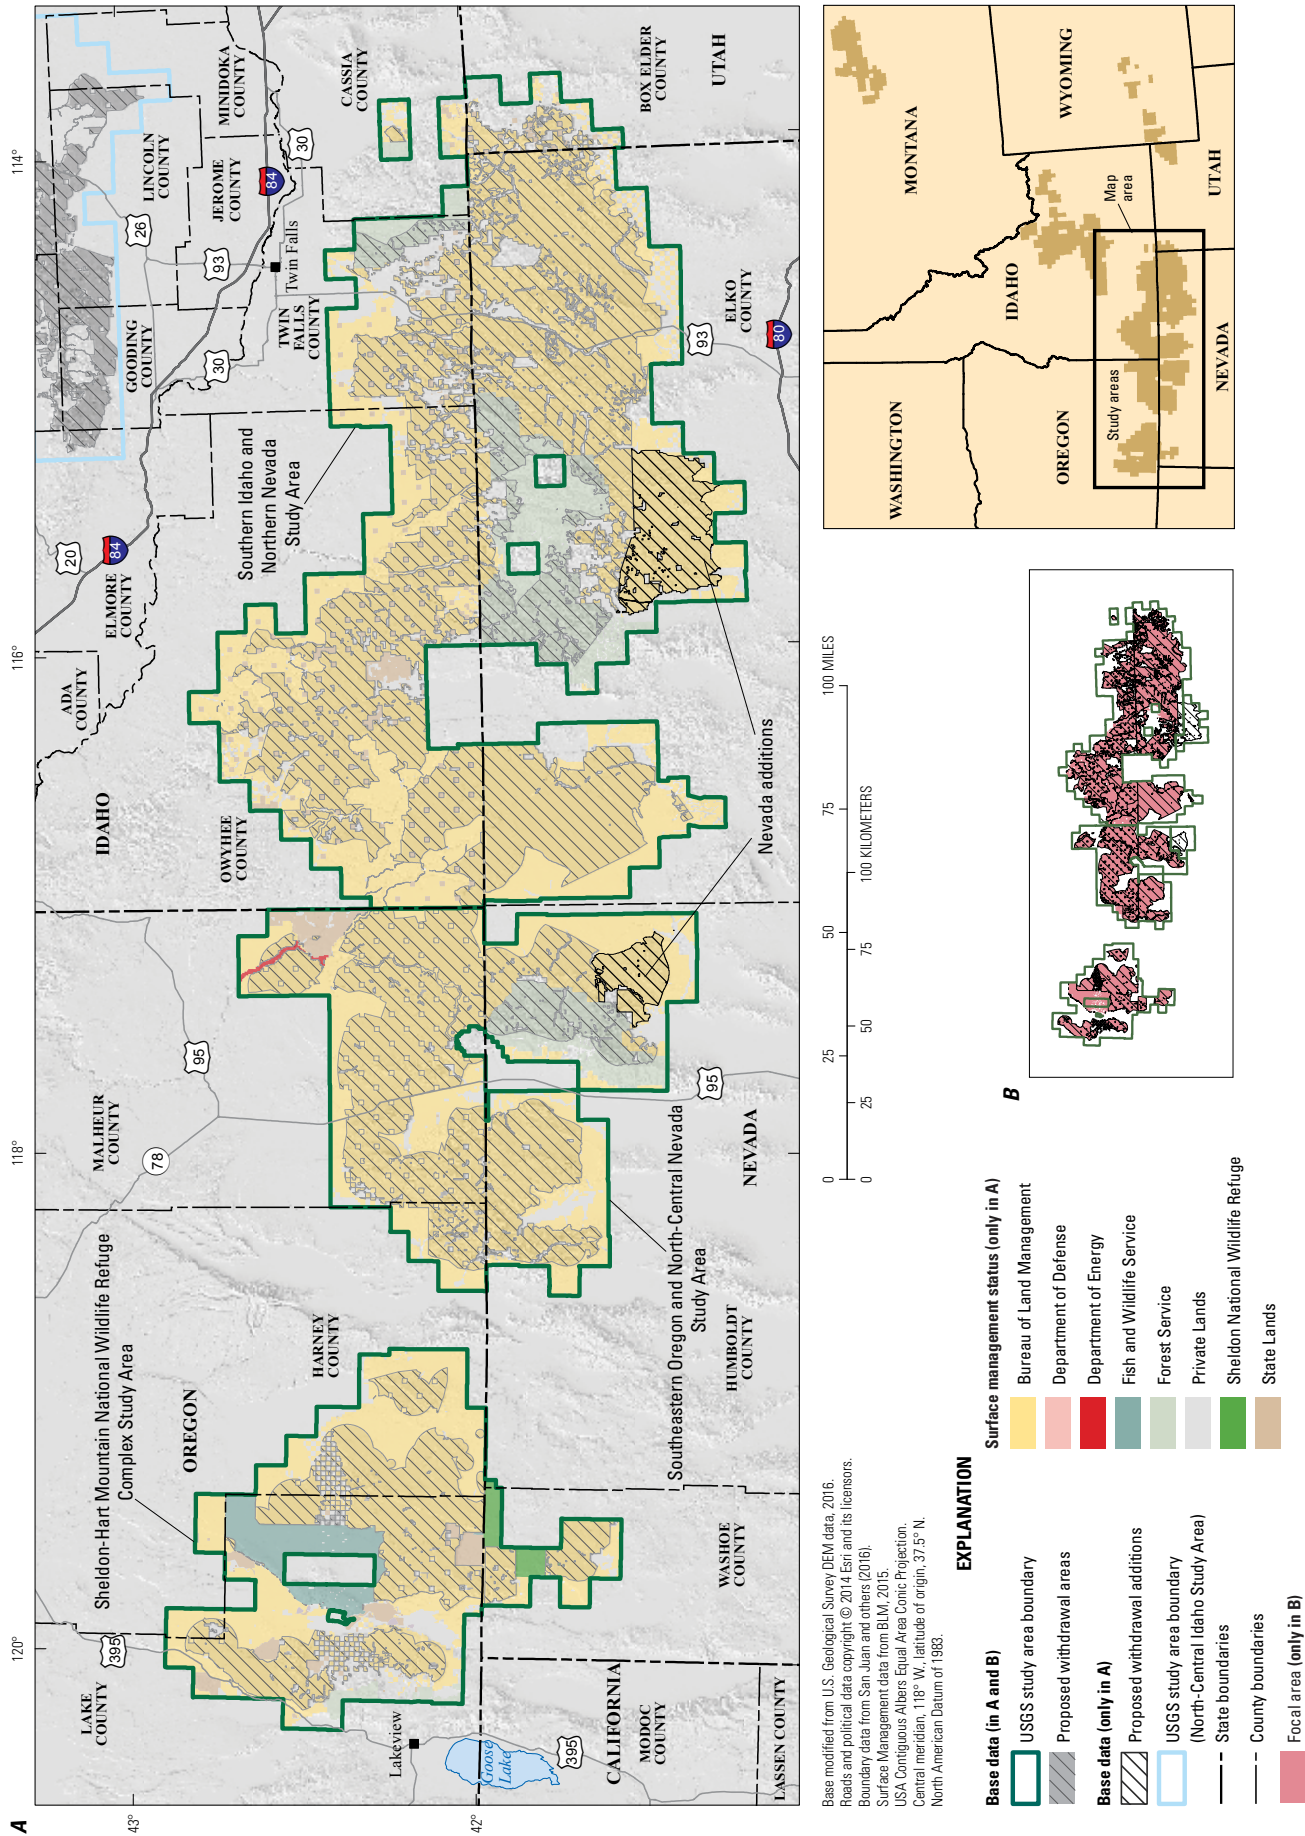 A
120°
118°
116°
114°
43°
42°
LAKE
COUNTY
395
Sheldon-Hart Mountain National Wildlife Refuge
Complex Study Area
OREGON
HARNEY
COUNTY
MALHEUR
COUNTY
78
95
IDAHO
ADA
COUNTY
OWYHEE
COUNTY
ELMORE
COUNTY
20
84
Southern Idaho and
Northern Nevada
Study Area
GOODING
COUNTY
30
26
93
LINCOLN
COUNTY
JEROME
COUNTY
MINIDOKA
COUNTY
84
30
Twin Falls
TWIN
FALLS
COUNTY
CASSIA
COUNTY
Lakeview
Goose
Lake
395
CALIFORNIA
MODOC
COUNTY
LASSEN COUNTY
WASHOE
COUNTY
HUMBOLDT
COUNTY
Southeastern Oregon and North-Central Nevada
Study Area
NEVADA
95
Nevada additions
ELKO
COUNTY
93
80
BOX ELDER
COUNTY
UTAH
Base modified from U.S. Geological Survey DEM data, 2016.
Roads and political data copyright © 2014 Esri and its licensors.
Boundary data from San Juan and others (2016).
Surface Management data from BLM, 2015.
USA Contiguous Albers Equal Area Conic Projection.
Central meridian, 118° W., latitude of origin, 37.5° N.
North American Datum of 1983.
0 25 50 75 100 MILES
0 25 50 75 100 KILOMETERS
EXPLANATION
Base data (in A and B)
USGS study area boundary
Proposed withdrawal areas
Base data (only in A)
Proposed withdrawal additions
USGS study area boundary
(North-Central Idaho Study Area)
State boundaries
County boundaries
Focal area (only in B)
Surface management status (only in A)
Bureau of Land Management
Department of Defense
Department of Energy
Fish and Wildlife Service
Forest Service
Private Lands
Sheldon National Wildlife Refuge
State Lands
B
WASHINGTON
MONTANA
OREGON
IDAHO
WYOMING
Study areas
Map
area
NEVADA
UTAH